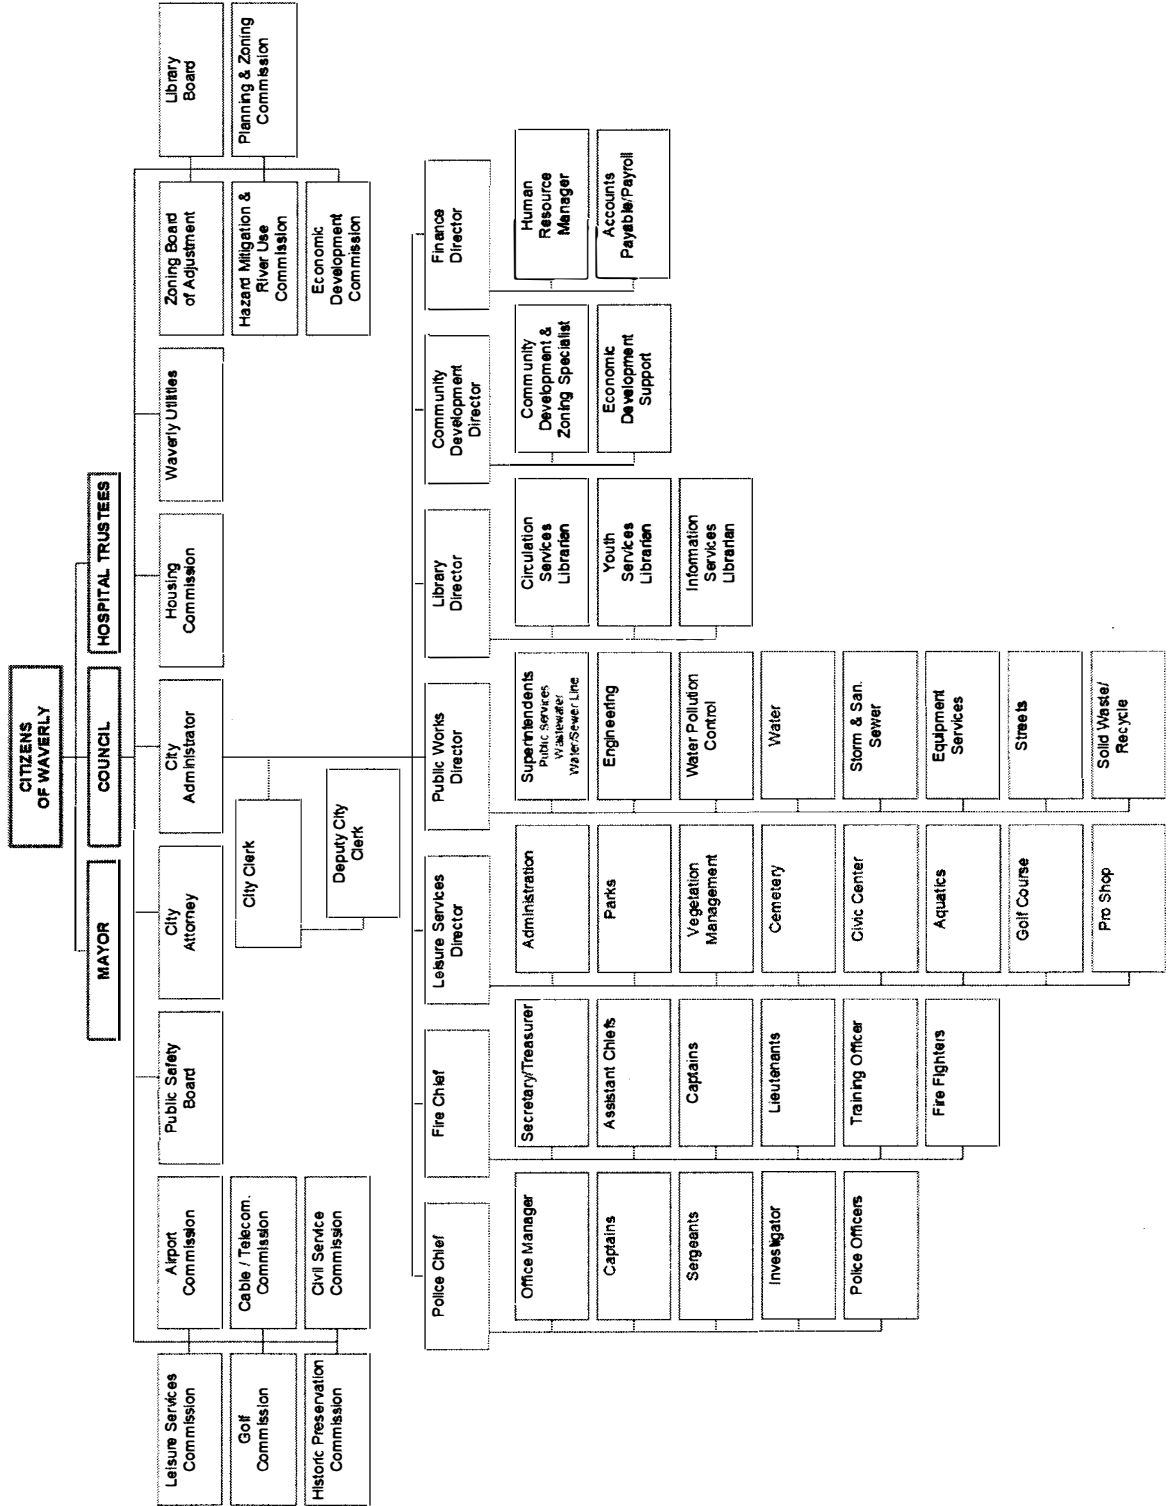 CITIZENS
OF WAVERLY
MAYOR
COUNCIL
HOSPITAL TRUSTEES
Leisure Services
Commission
Airport
Commission
Public Safety
Board
City
Attorney
City
Administrator
Housing
Commission
Waverly Utilities
Zoning Board
of Adjustment
Library
Board
Golf
Commission
Cable / Telecom.
Commission
Hazard Mitigation &
River Use
Commission
Planning & Zoning
Commission
Historic Preservation
Commission
Civil Service
Commission
Economic
Development
Commission
City Clerk
Deputy City
Clerk
Police Chief
Fire Chief
Leisure Services
Director
Public Works
Director
Library
Director
Community
Development
Director
Finance
Director
Office Manager
Captains
Sergeants
Investigator
Police Officers
Secretary/Treasurer
Assistant Chiefs
Captains
Lieutenants
Training Officer
Fire Fighters
Administration
Parks
Vegetation
Management
Cemetery
Civic Center
Aquatics
Golf Course
Pro Shop
Superintendents
Public Services
Wastewater
Water/Sewer Line
Engineering
Water Pollution
Control
Water
Storm & San.
Sewer
Equipment
Services
Streets
Solid Waste/
Recycle
Circulation
Services
Librarian
Youth
Services
Librarian
Information
Services
Librarian
Community
Development &
Zoning Specialist
Economic
Development
Support
Human
Resource
Manager
Accounts
Payable/Payroll